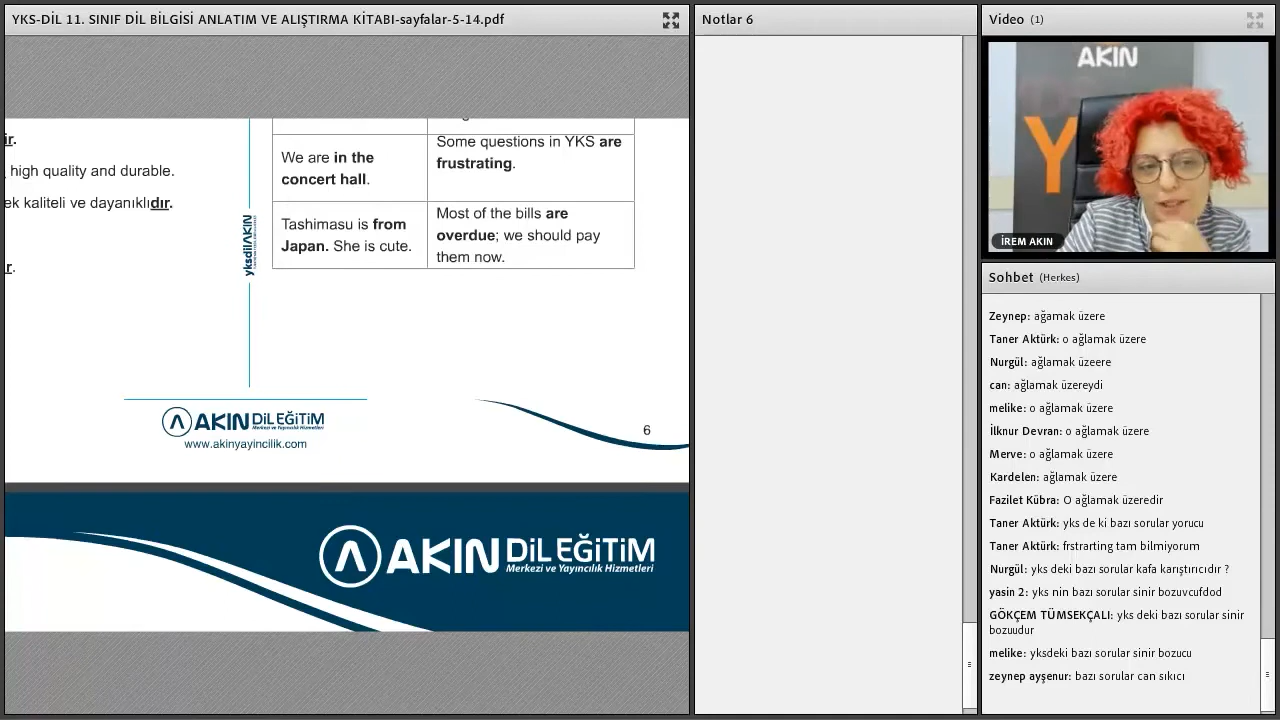 YKS-DİL 11. SINIF DİL BİLGİSİ ANLATIM VE ALIŞTIRMA KİTABI-sayfalar-5-14.pdf
ir.
high quality and durable.
ek kaliteli ve dayanıklıdır.
r.
yksdilAKIN
We are in the
concert hall.
Some questions in YKS are
frustrating.
Tashimasu is from
Japan. She is cute.
Most of the bills are
overdue; we should pay
them now.
AKIN DİL EĞİTİM
Merkezi ve Yayıncılık Hizmetleri
www.akinyayincilik.com
6
AKIN DİL EĞİTİM
Merkezi ve Yayıncılık Hizmetleri
Notlar 6
Video (1)
AKIN
Y
İREM AKIN
Sohbet (Herkes)
Zeynep: ağamak üzere
Taner Aktürk: o ağlamak üzere
Nurgül: ağlamak üzeere
can: ağlamak üzereydi
melike: o ağlamak üzere
İlknur Devran: o ağlamak üzere
Merve: o ağlamak üzere
Kardelen: ağlamak üzere
Fazilet Kübra: O ağlamak üzeredir
Taner Aktürk: yks de ki bazı sorular yorucu
Taner Aktürk: frstrarting tam bilmiyorum
Nurgül: yks deki bazı sorular kafa karıştırıcıdır ?
yasin 2: yks nin bazı sorular sinir bozuvcufdod
GÖKÇEM TÜMSEKÇALI: yks deki bazı sorular sinir
bozuudur
melike: yksdeki bazı sorular sinir bozucu
zeynep ayşenur: bazı sorular can sıkıcı